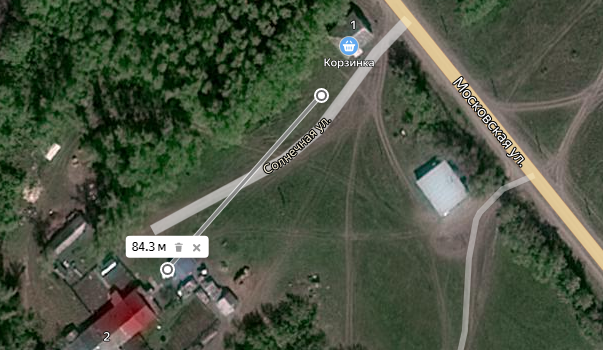 1
Корзинка
Московская ул.
Солнечная ул.
84.3 м
2